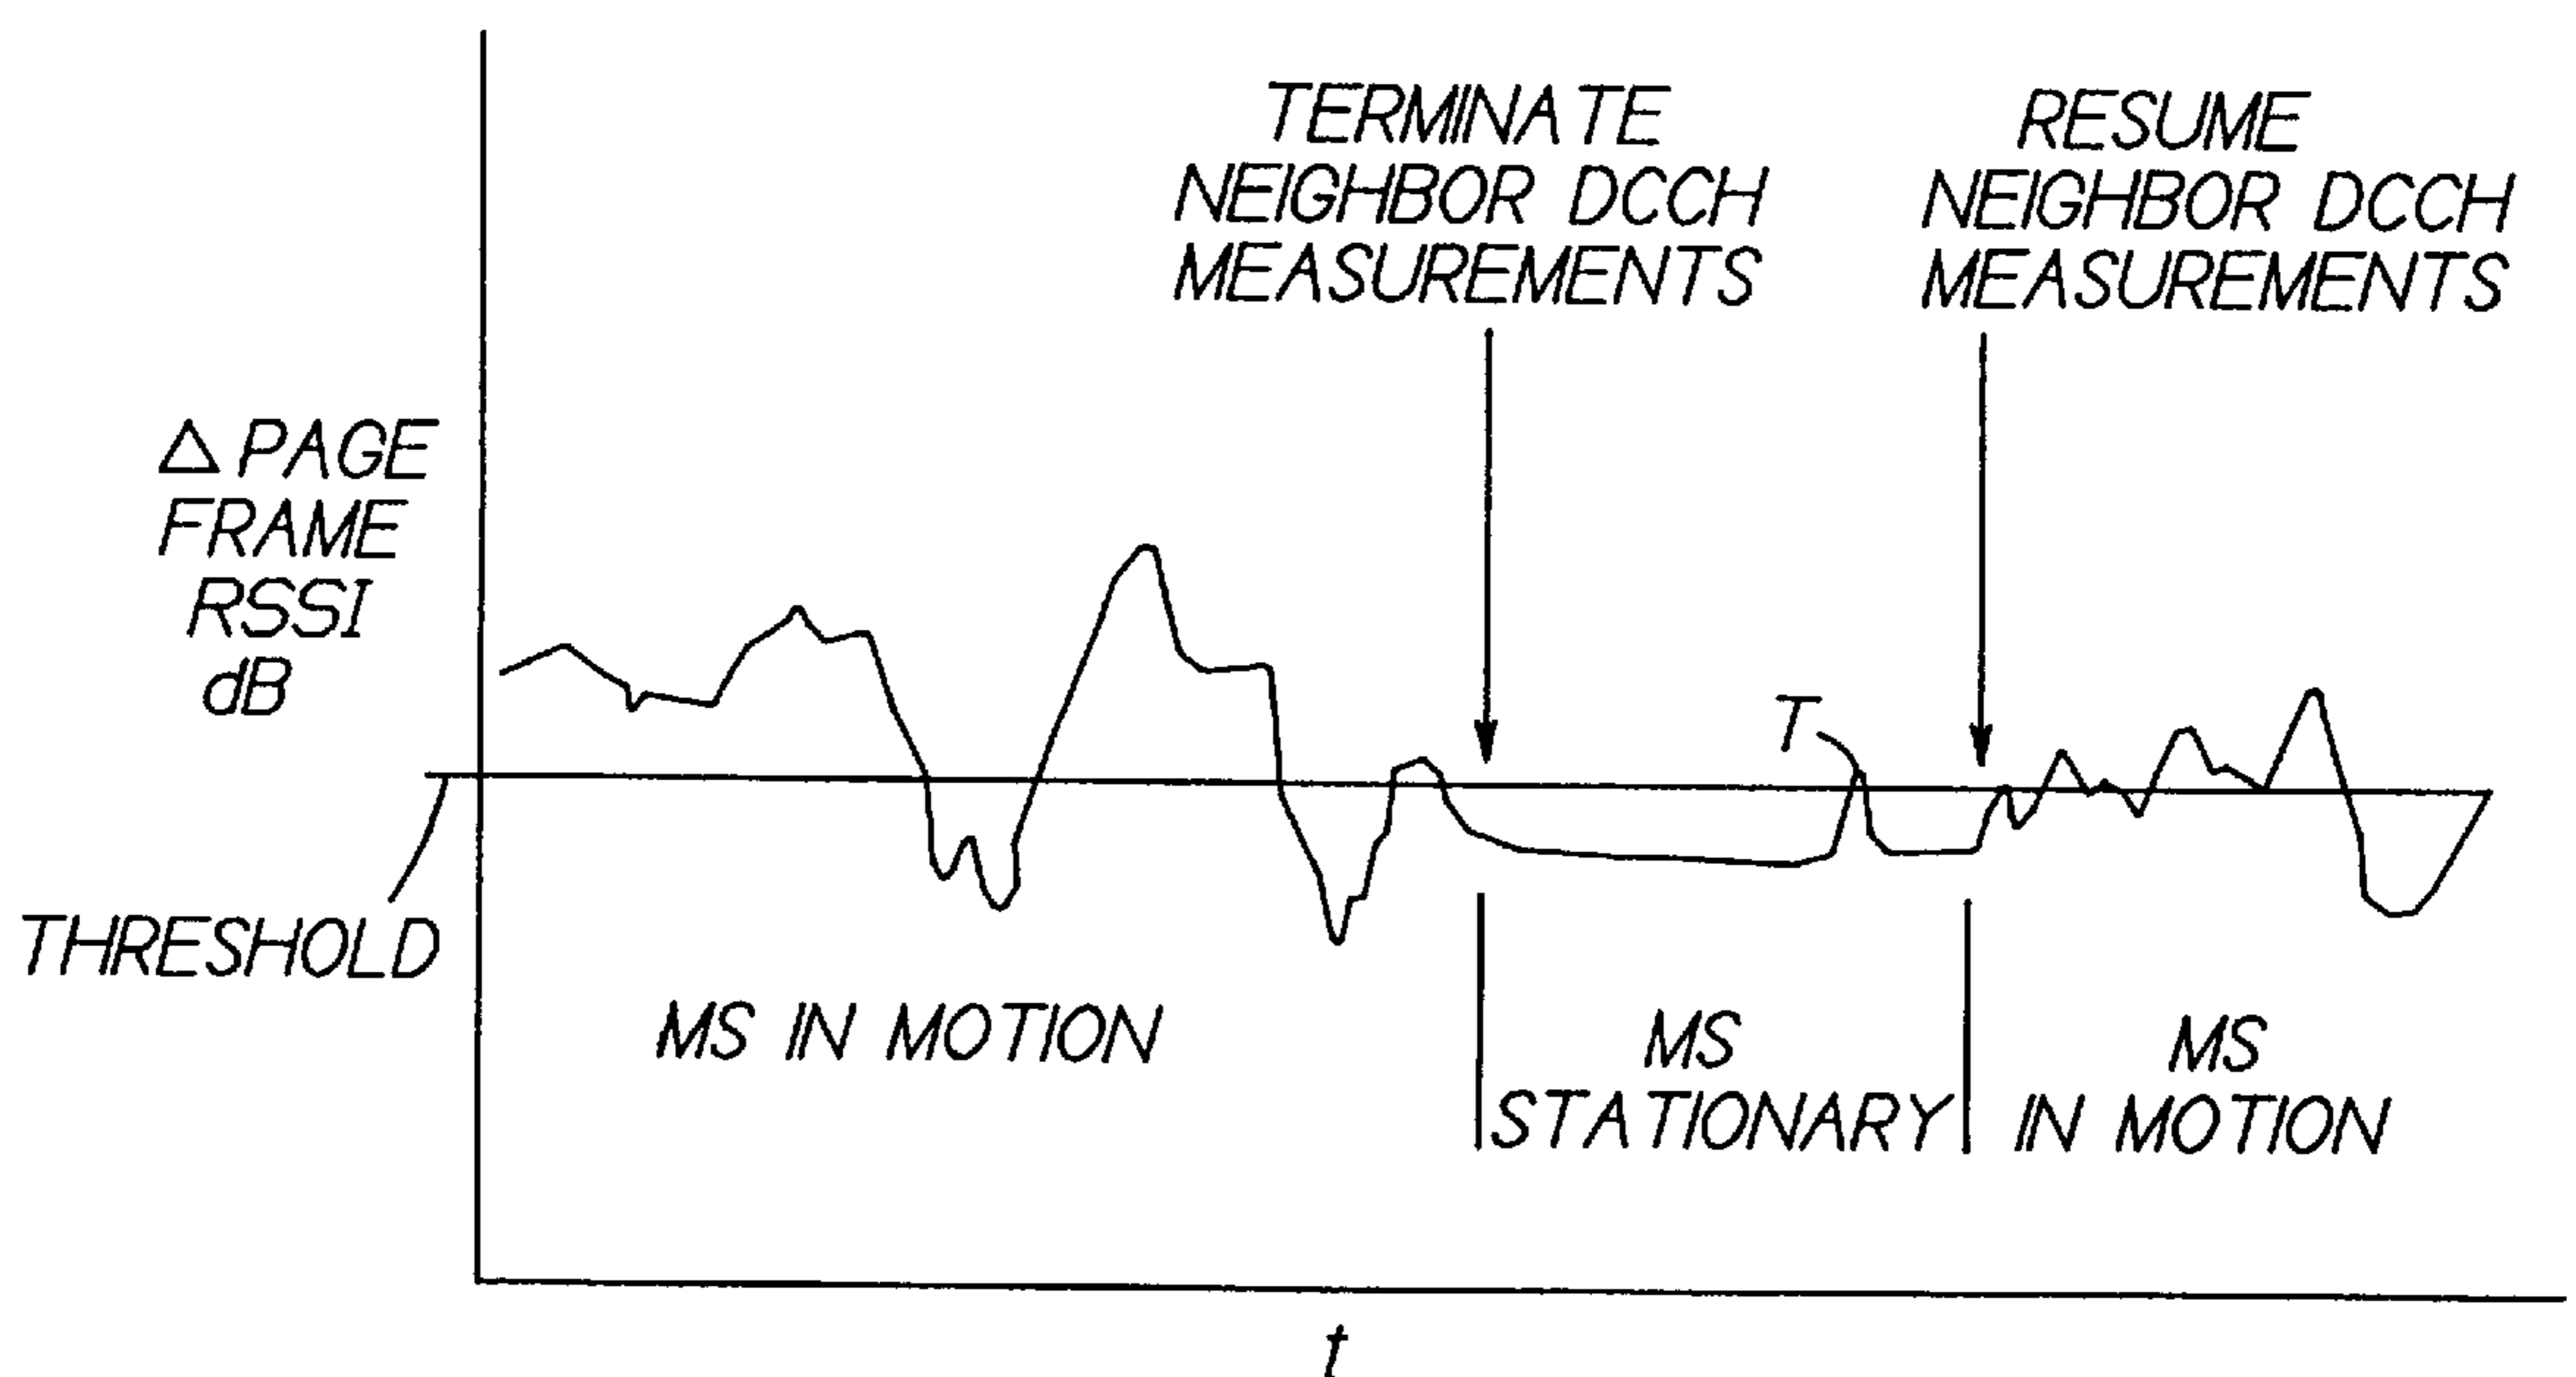 TERMINATE
NEIGHBOR DCCH
MEASUREMENTS
RESUME
NEIGHBOR DCCH
MEASUREMENTS
Δ PAGE
FRAME
RSSI
dB
T
THRESHOLD
MS IN MOTION
MS
STATIONARY
MS
IN MOTION
t